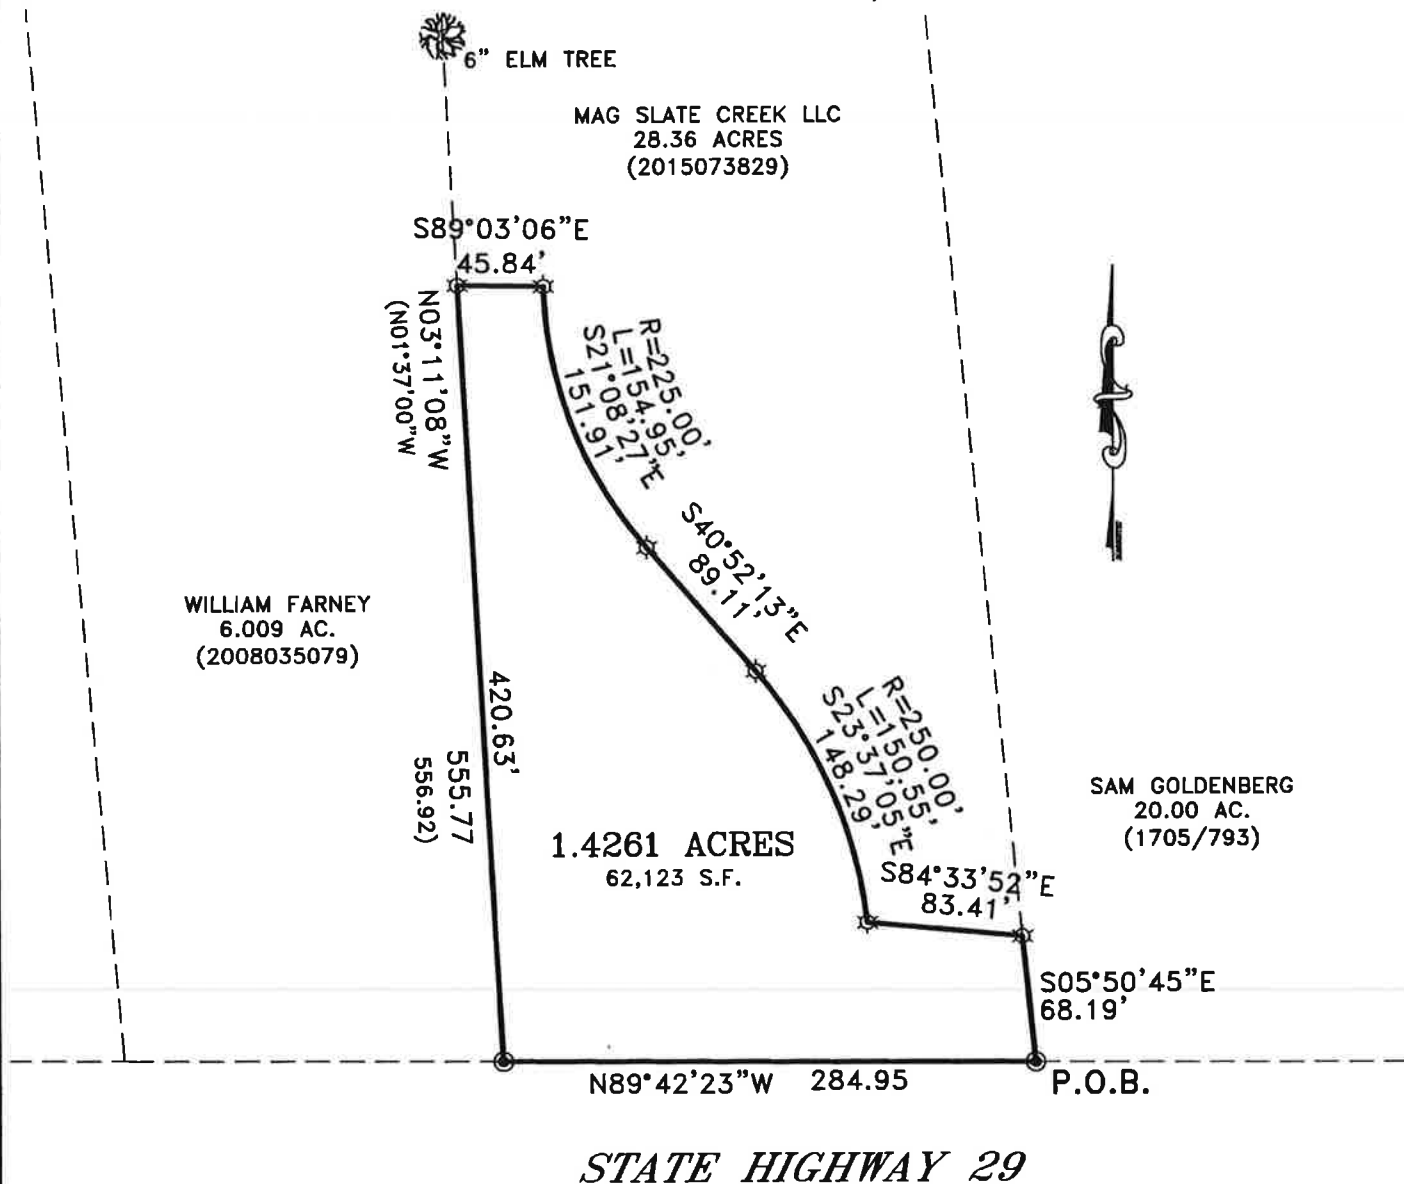 6" ELM TREE
MAG SLATE CREEK LLC
28.36 ACRES
(2015073829)
S89°03'06"E
45.84'
N03°11'08"W
(N01°37'00"W
R=225.00'
L=154.95'
S21°08'27"E
151.91'
S40°52'13"E
89.11'
WILLIAM FARNEY
6.009 AC.
(2008035079)
420.63'
555.77
556.92)
R=250.00'
L=150.55'
S23°37'05"E
148.29'
SAM GOLDENBERG
20.00 AC.
(1705/793)
1.4261 ACRES
62,123 S.F.
S84°33'52"E
83.41'
S05°50'45"E
68.19'
N89°42'23"W 284.95
P.O.B.
STATE HIGHWAY 29